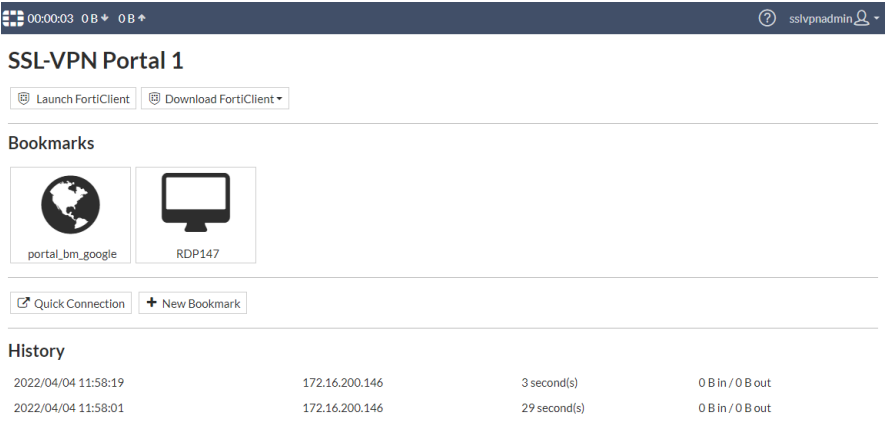 00:00:03 0 B 0 B sslvpnadmin
SSL-VPN Portal 1
Launch FortiClient Download FortiClient
Bookmarks
portal_bm_google RDP147
Quick Connection New Bookmark
History
2022/04/04 11:58:19 172.16.200.146 3 second(s) 0 B in / 0 B out
2022/04/04 11:58:01 172.16.200.146 29 second(s) 0 B in / 0 B out